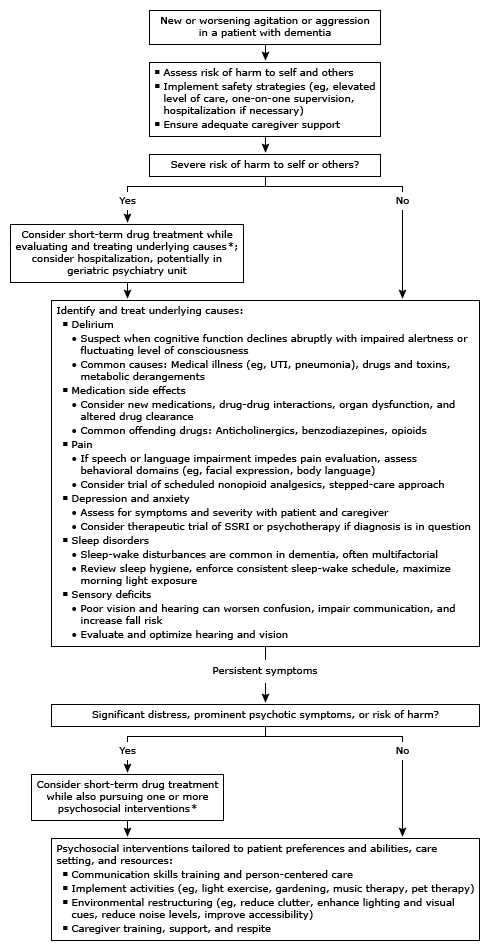 New or worsening agitation or aggression
in a patient with dementia
▪ Assess risk of harm to self and others
▪ Implement safety strategies (eg, elevated
level of care, one-on-one supervision,
hospitalization if necessary)
▪ Ensure adequate caregiver support
Severe risk of harm to self or others?
Yes
No
Consider short-term drug treatment while
evaluating and treating underlying causes*;
consider hospitalization, potentially in
geriatric psychiatry unit
Identify and treat underlying causes:
▪ Delirium
• Suspect when cognitive function declines abruptly with impaired alertness or
fluctuating level of consciousness
• Common causes: Medical illness (eg, UTI, pneumonia), drugs and toxins,
metabolic derangements
▪ Medication side effects
• Consider new medications, drug-drug interactions, organ dysfunction, and
altered drug clearance
• Common offending drugs: Anticholinergics, benzodiazepines, opioids
▪ Pain
• If speech or language impairment impedes pain evaluation, assess
behavioral domains (eg, facial expression, body language)
• Consider trial of scheduled nonopioid analgesics, stepped-care approach
▪ Depression and anxiety
• Assess for symptoms and severity with patient and caregiver
• Consider therapeutic trial of SSRI or psychotherapy if diagnosis is in question
▪ Sleep disorders
• Sleep-wake disturbances are common in dementia, often multifactorial
• Review sleep hygiene, enforce consistent sleep-wake schedule, maximize
morning light exposure
▪ Sensory deficits
• Poor vision and hearing can worsen confusion, impair communication, and
increase fall risk
• Evaluate and optimize hearing and vision
Persistent symptoms
Significant distress, prominent psychotic symptoms, or risk of harm?
Yes
No
Consider short-term drug treatment
while also pursuing one or more
psychosocial interventions*
Psychosocial interventions tailored to patient preferences and abilities, care
setting, and resources:
▪ Communication skills training and person-centered care
▪ Implement activities (eg, light exercise, gardening, music therapy, pet therapy)
▪ Environmental restructuring (eg, reduce clutter, enhance lighting and visual
cues, reduce noise levels, improve accessibility)
▪ Caregiver training, support, and respite